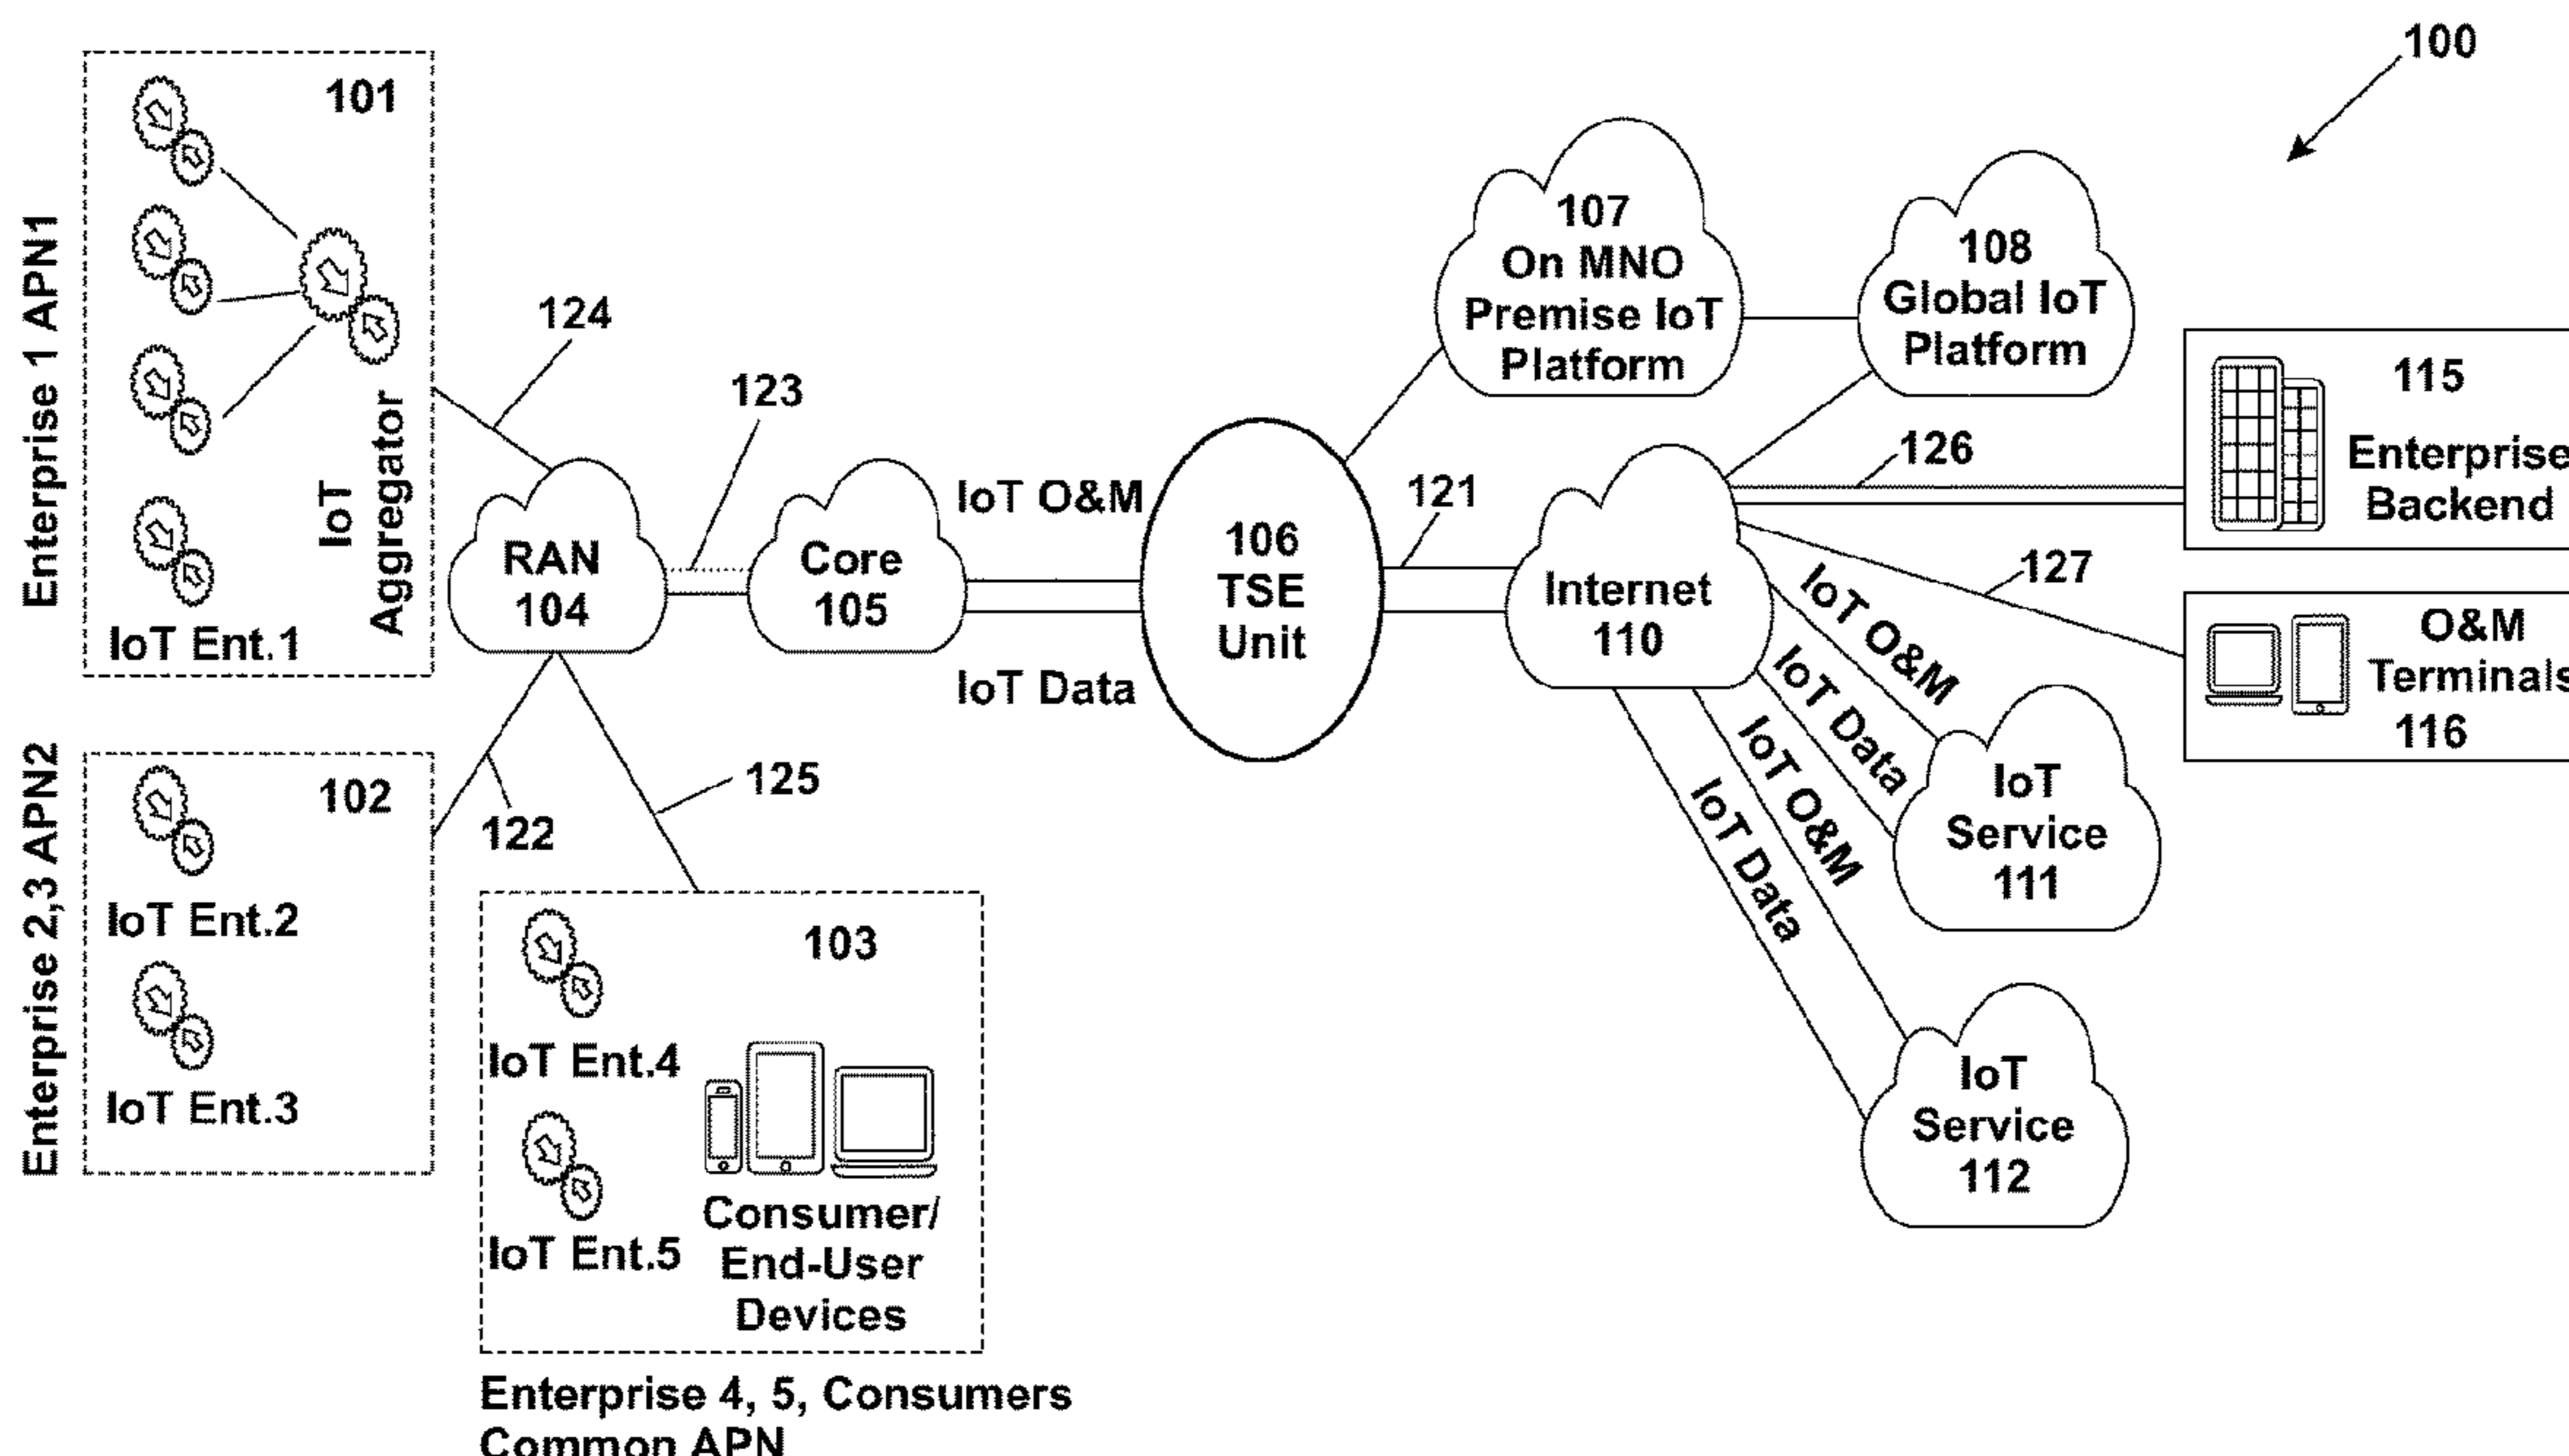 100
101
Enterprise 1 APN1
IoT
Aggregator
IoT Ent.1
124
123
RAN
104
Core
105
IoT O&M
IoT Data
106
TSE
Unit
107
On MNO
Premise IoT
Platform
108
Global IoT
Platform
121
Internet
110
126
115
Enterprise
Backend
127
O&M
Terminals
116
IoT O&M
IoT Data
IoT Service
111
IoT O&M
IoT Data
IoT
Service
112
Enterprise 2,3 APN2
102
IoT Ent.2
IoT Ent.3
122
125
103
IoT Ent.4
IoT Ent.5
Consumer/
End-User
Devices
Enterprise 4, 5, Consumers
Common APN